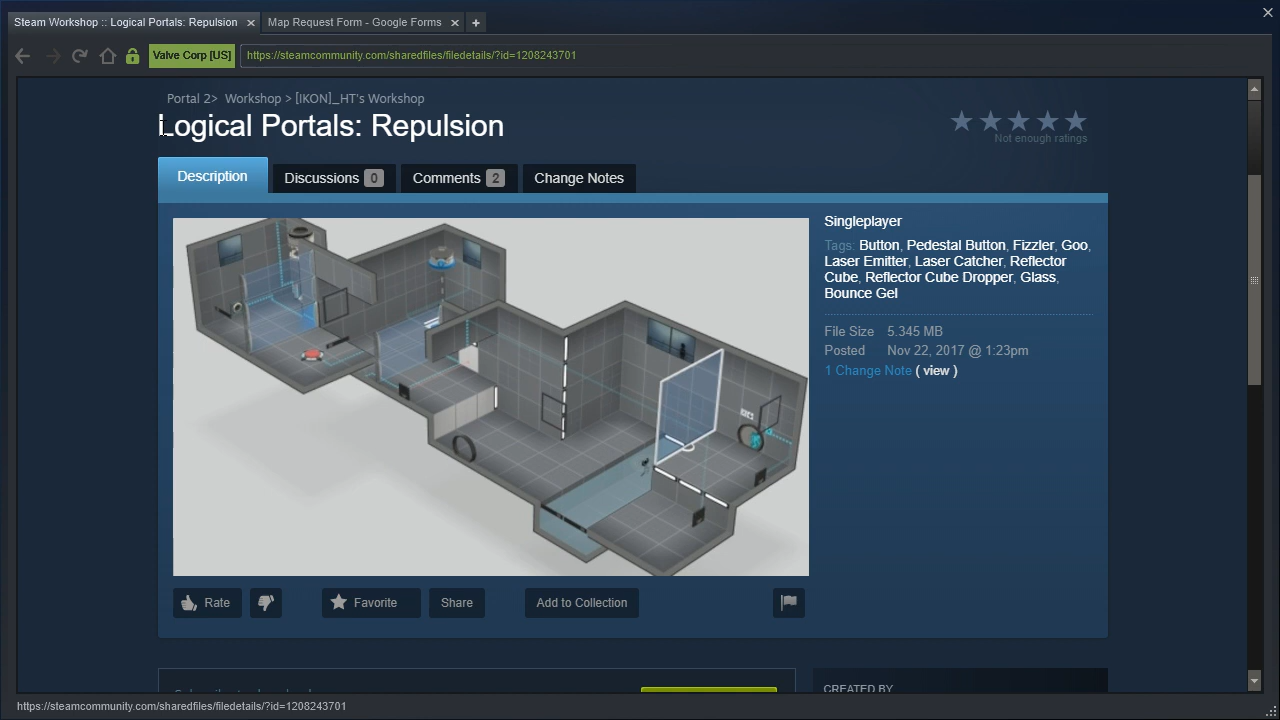 Steam Workshop :: Logical Portals: Repulsion
Map Request Form - Google Forms
Valve Corp [US]
https://steamcommunity.com/sharedfiles/filedetails/?id=1208243701
Portal 2> Workshop > [IKON]_HT's Workshop
Logical Portals: Repulsion
Not enough ratings
Description
Discussions 0
Comments 2
Change Notes
Singleplayer
Tags: Button, Pedestal Button, Fizzler, Goo,
Laser Emitter, Laser Catcher, Reflector
Cube, Reflector Cube Dropper, Glass,
Bounce Gel
File Size 5.345 MB
Posted Nov 22, 2017 @ 1:23pm
1 Change Note ( view )
Rate
Favorite
Share
Add to Collection
CREATED BY
https://steamcommunity.com/sharedfiles/filedetails/?id=1208243701